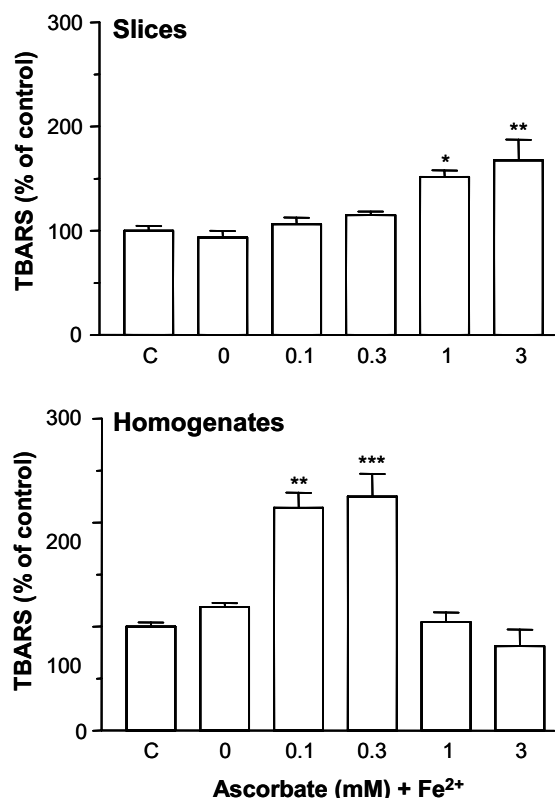 300
Slices
200
**
*
TBARS (% of control)
100
0
C 0 0.1 0.3 1 3
300
Homogenates
***
**
200
TBARS (% of control)
100
0
C 0 0.1 0.3 1 3
Ascorbate (mM) + Fe²⁺